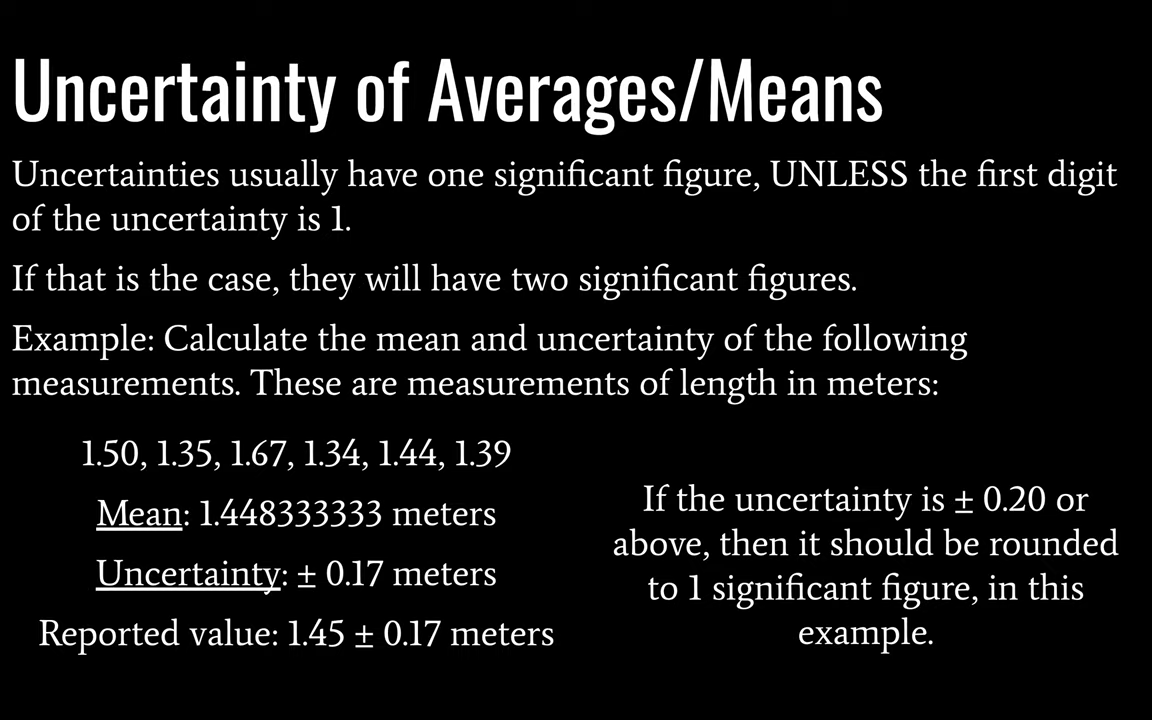 Uncertainty of Averages/Means
Uncertainties usually have one significant figure, UNLESS the first digit
of the uncertainty is 1.
If that is the case, they will have two significant figures.
Example: Calculate the mean and uncertainty of the following
measurements. These are measurements of length in meters:
1.50, 1.35, 1.67, 1.34, 1.44, 1.39
Mean: 1.448333333 meters
Uncertainty: ± 0.17 meters
Reported value: 1.45 ± 0.17 meters
If the uncertainty is ± 0.20 or
above, then it should be rounded
to 1 significant figure, in this
example.